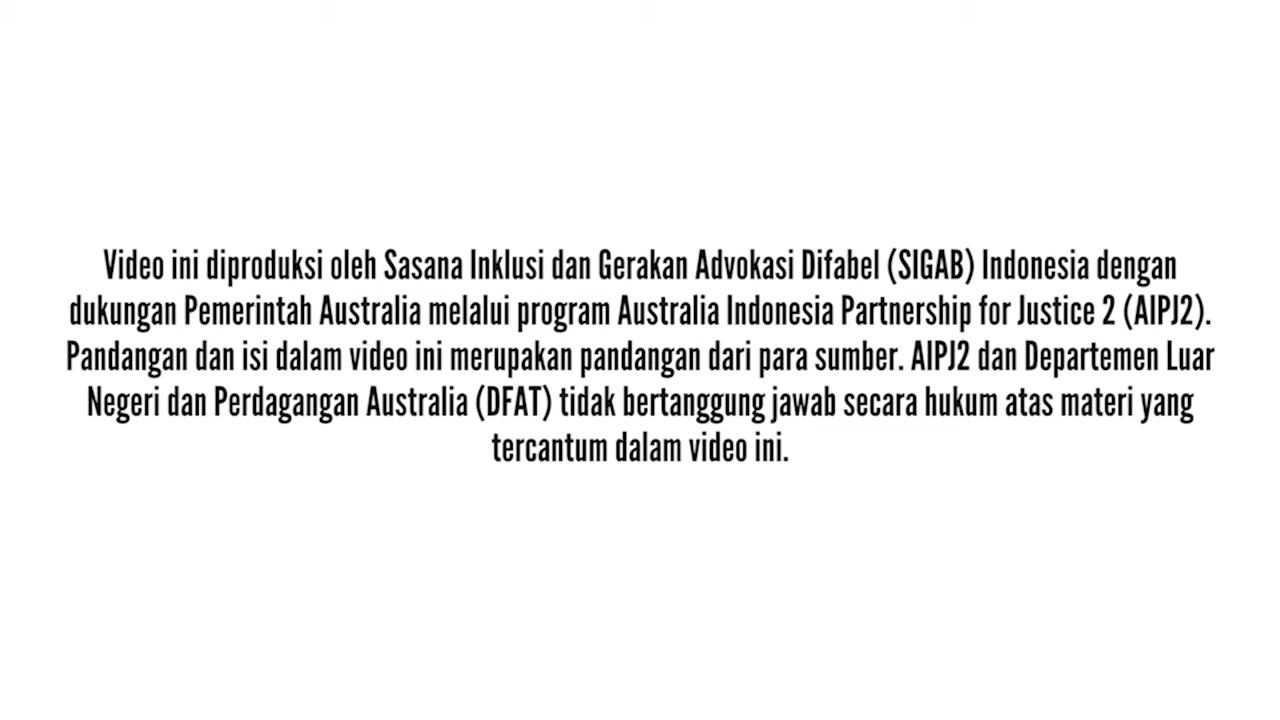 Video ini diproduksi oleh Sasana Inklusi dan Gerakan Advokasi Difabel (SIGAB) Indonesia dengan
dukungan Pemerintah Australia melalui program Australia Indonesia Partnership for Justice 2 (AIPJ2).
Pandangan dan isi dalam video ini merupakan pandangan dari para sumber. AIPJ2 dan Departemen Luar
Negeri dan Perdagangan Australia (DFAT) tidak bertanggung jawab secara hukum atas materi yang
tercantum dalam video ini.